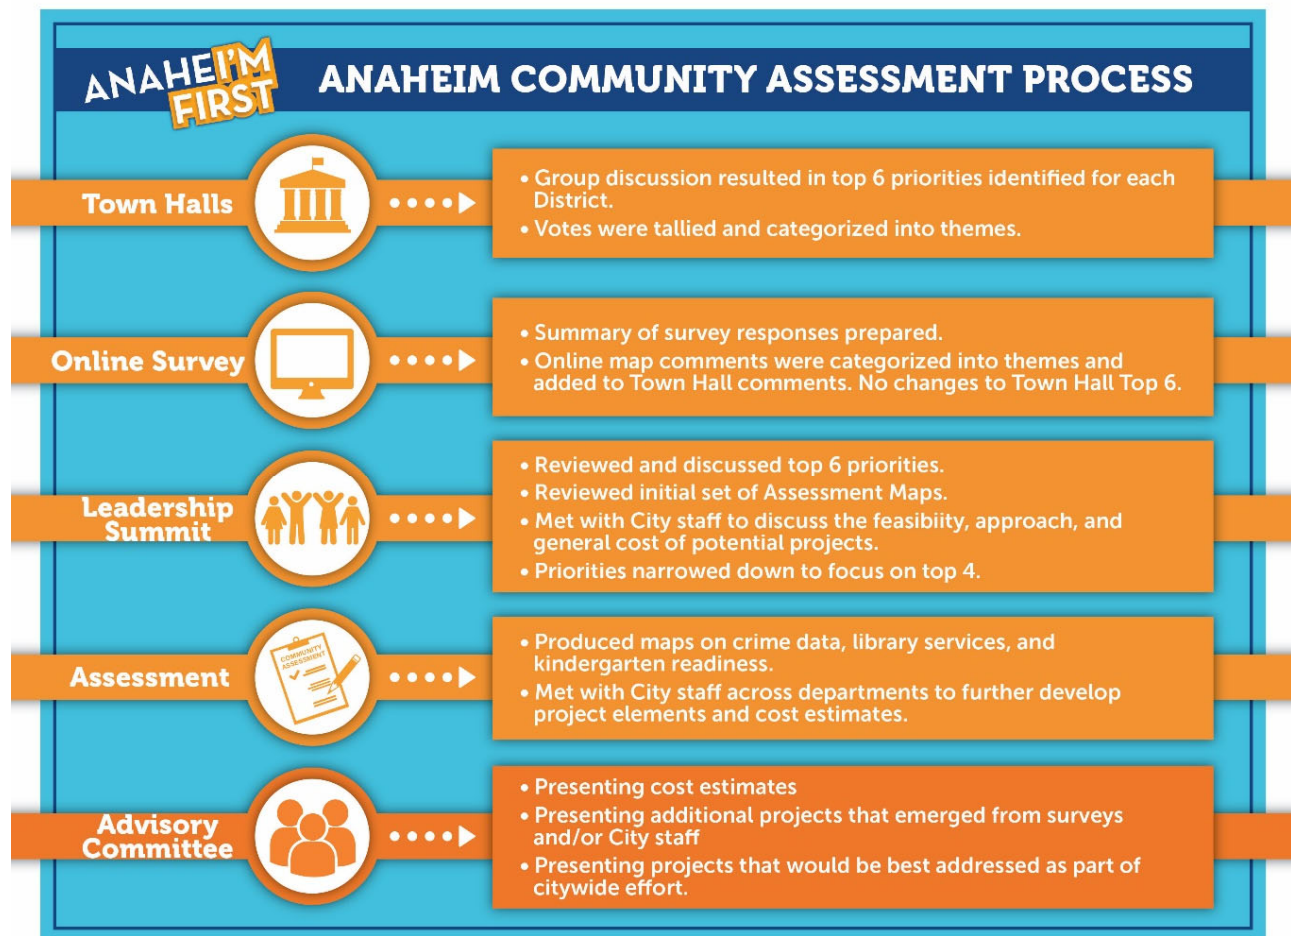 ANAHEI'M
FIRST
ANAHEIM COMMUNITY ASSESSMENT PROCESS
Town Halls
• Group discussion resulted in top 6 priorities identified for each
District.
• Votes were tallied and categorized into themes.
Online Survey
• Summary of survey responses prepared.
• Online map comments were categorized into themes and
added to Town Hall comments. No changes to Town Hall Top 6.
Leadership
Summit
• Reviewed and discussed top 6 priorities.
• Reviewed initial set of Assessment Maps.
• Met with City staff to discuss the feasibiity, approach, and
general cost of potential projects.
• Priorities narrowed down to focus on top 4.
Assessment
COMMUNITY
ASSESSMENT
• Produced maps on crime data, library services, and
kindergarten readiness.
• Met with City staff across departments to further develop
project elements and cost estimates.
Advisory
Committee
• Presenting cost estimates
• Presenting additional projects that emerged from surveys
and/or City staff
• Presenting projects that would be best addressed as part of
citywide effort.